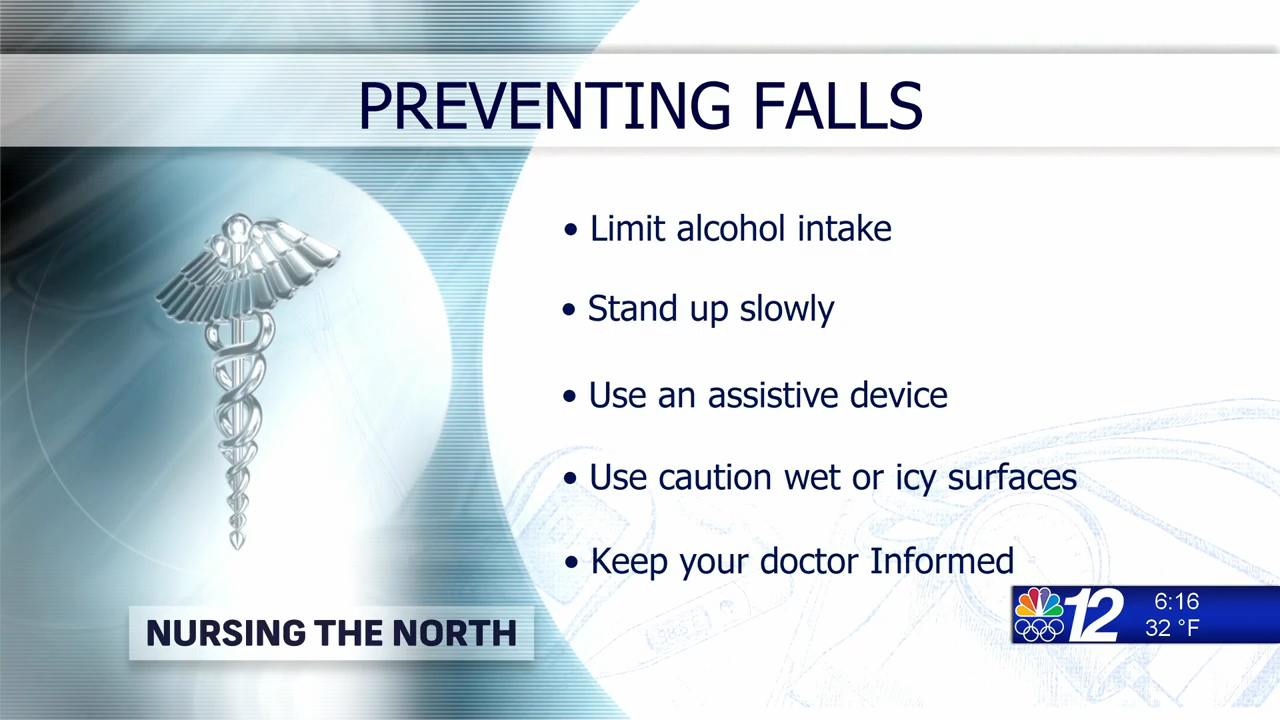 PREVENTING FALLS
• Limit alcohol intake
• Stand up slowly
• Use an assistive device
• Use caution wet or icy surfaces
• Keep your doctor Informed
NURSING THE NORTH
12
6:16
32 °F